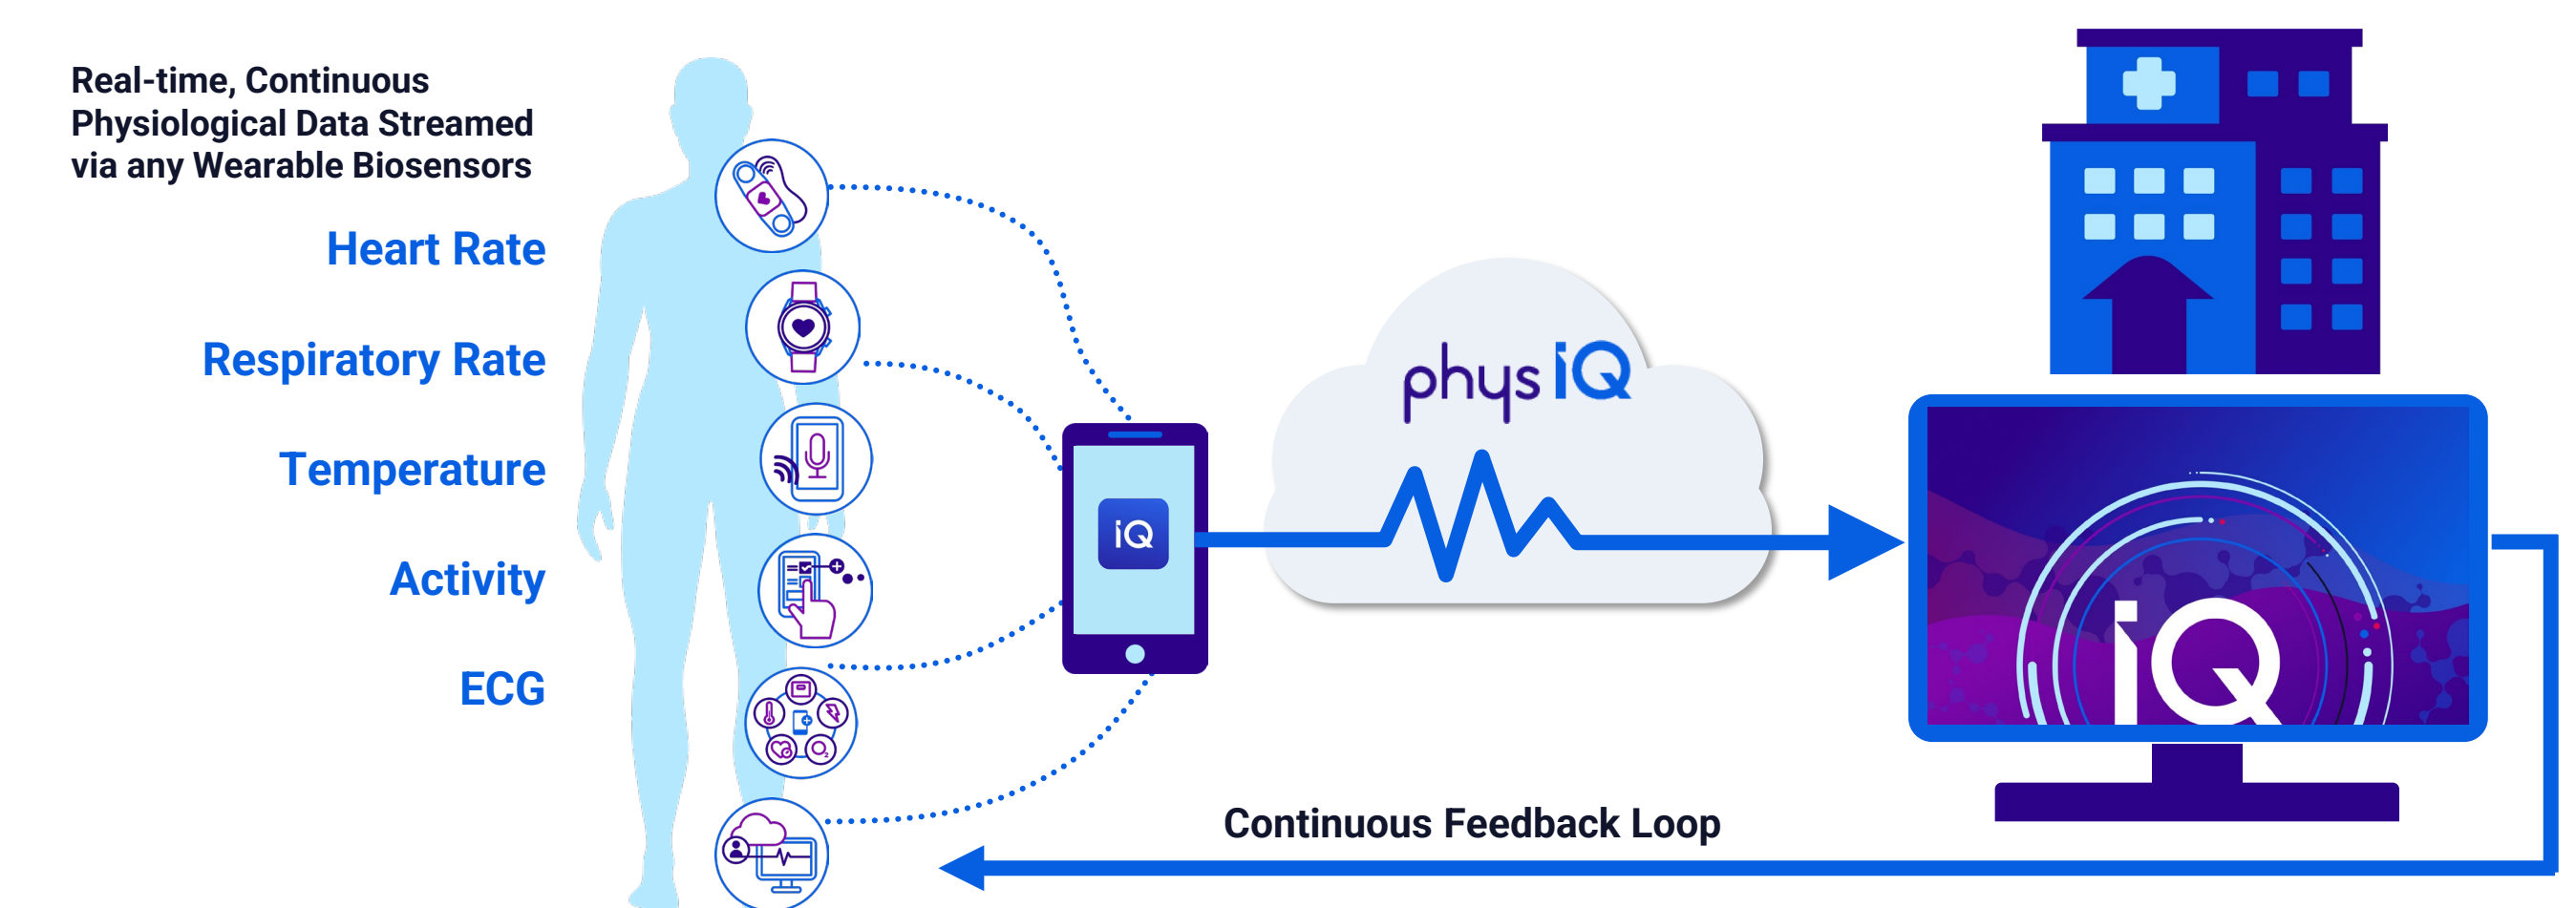 Real-time, Continuous
Physiological Data Streamed
via any Wearable Biosensors
Heart Rate
Respiratory Rate
Temperature
Activity
ECG
iQ
phys iQ
iQ
O2
Continuous Feedback Loop